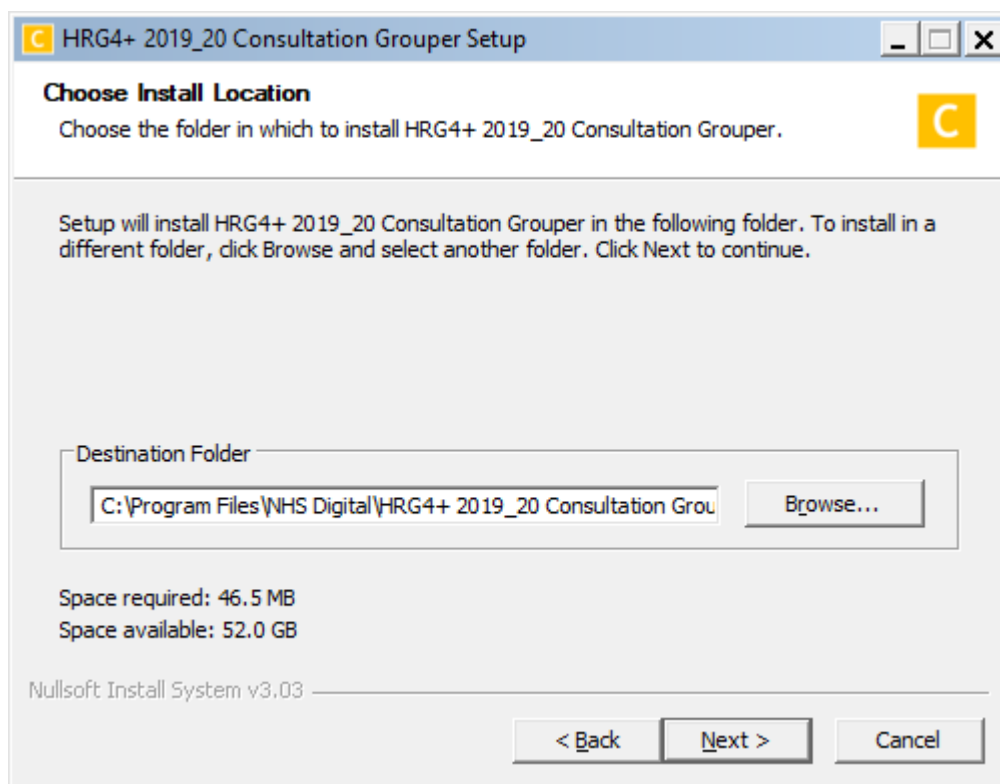 C HRG4+ 2019_20 Consultation Grouper Setup
Choose Install Location
Choose the folder in which to install HRG4+ 2019_20 Consultation Grouper.
C
Setup will install HRG4+ 2019_20 Consultation Grouper in the following folder. To install in a
different folder, click Browse and select another folder. Click Next to continue.
Destination Folder
C:\Program Files\NHS Digital\HRG4+ 2019_20 Consultation Grou
Browse...
Space required: 46.5 MB
Space available: 52.0 GB
Nullsoft Install System v3.03
< Back Next > Cancel